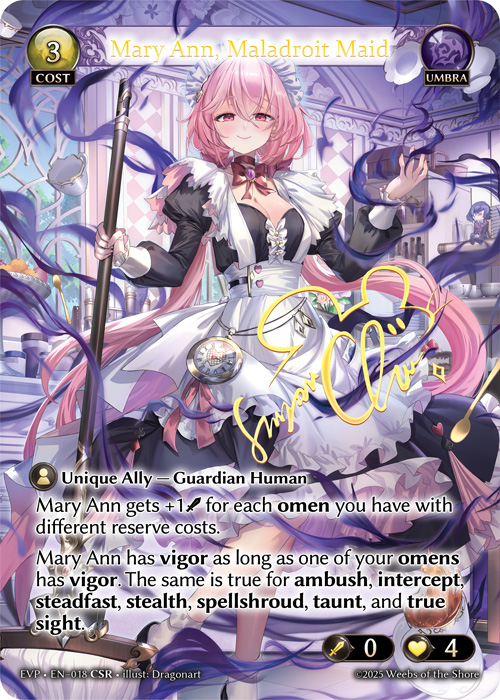 3
COST
Mary Ann, Maladroit Maid
UMBRA
Unique Ally — Guardian Human
Mary Ann gets +1 for each omen you have with
different reserve costs.
Mary Ann has vigor as long as one of your omens
has vigor. The same is true for ambush, intercept,
steadfast, stealth, spellshroud, taunt, and true
sight.
0
4
EVP • EN-018 CSR • illust: Dragonart
©2025 Weebs of the Shore